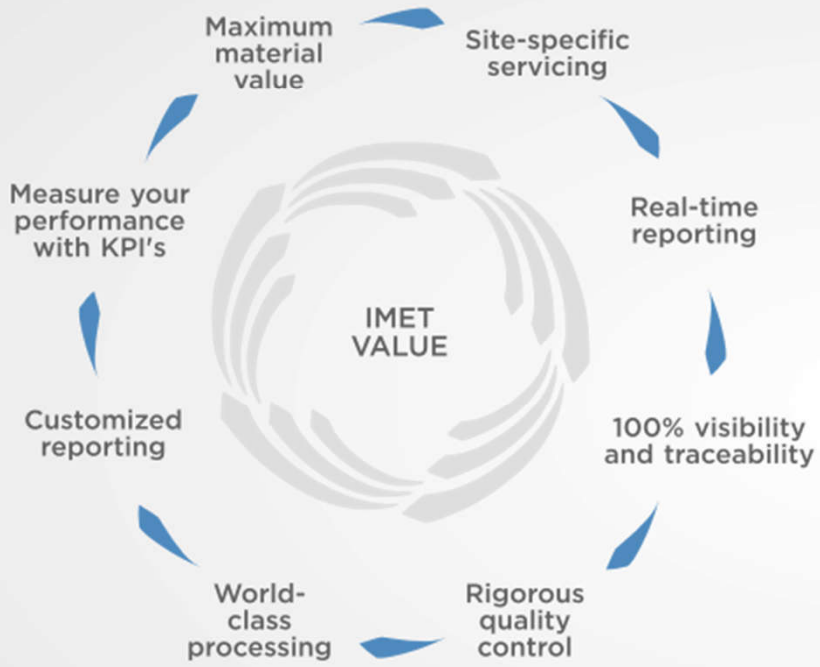 Maximum
material
value
Site-specific
servicing
Real-time
reporting
100% visibility
and traceability
Rigorous
quality
control
World-
class
processing
Customized
reporting
Measure your
performance
with KPI's
IMET
VALUE